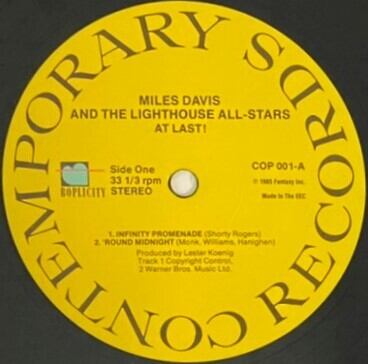 CONTEMPORARY RECORDS
MILES DAVIS
AND THE LIGHTHOUSE ALL-STARS
AT LAST!
BOPLICITY
Side One
33 1/3 rpm
STEREO
COP 001-A
℗ 1985 Fantasy Inc.
Made In The EEC
1. INFINITY PROMENADE (Shorty Rogers)
2. 'ROUND MIDNIGHT (Monk, Williams, Hanighen)
Produced by Lester Koenig
Track 1 Copyright Control,
2 Warner Bros. Music Ltd.